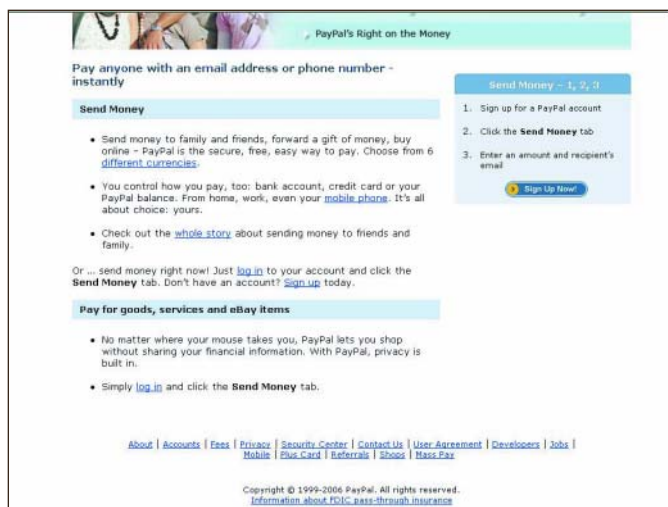 PayPal's Right on the Money
Pay anyone with an email address or phone number -
instantly
Send Money
Send money to family and friends, forward a gift of money, buy
online - PayPal is the secure, free, easy way to pay. Choose from 6
different currencies.
You control how you pay, too: bank account, credit card or your
PayPal balance. From home, work, even your mobile phone. It's all
about choice: yours.
Check out the whole story about sending money to friends and
family.
Or ... send money right now! Just log in to your account and click the
Send Money tab. Don't have an account? Sign up today.
Pay for goods, services and eBay items
No matter where your mouse takes you, PayPal lets you shop
without sharing your financial information. With PayPal, privacy is
built in.
Simply log in and click the Send Money tab.
Send Money - 1, 2, 3
1. Sign up for a PayPal account
2. Click the Send Money tab
3. Enter an amount and recipient's
email
Sign Up Now!
About | Accounts | Fees | Privacy | Security Center | Contact Us | User Agreement | Developers | Jobs |
Mobile | Plus Card | Referrals | Shops | Mass Pay
Copyright © 1999-2006 PayPal. All rights reserved.
Information about FDIC pass-through insurance